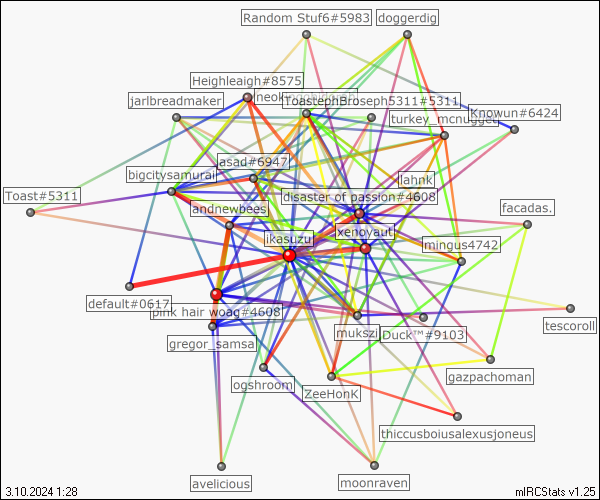 Random Stuf6#5983
doggerdig
Heighleaigh#8575
jarlbreadmaker
ToastephBroseph5311#5311
Knowun#6424
turkey_mcnugget
asad#6947
bigcitysamurai
lahnk
Toast#5311
disaster of passion#4608
andnewbees
facadas.
ikasuzu
xenoyaut
mingus4742
default#0617
pink hair woag#4608
mukszi
Duck™#9103
tescoroll
gregor_samsa
gazpachoman
ogshroom
ZeeHonK
thiccusboiusalexusjoneus
avelicious
moonraven
3.10.2024 1:28
mIRCStats v1.25